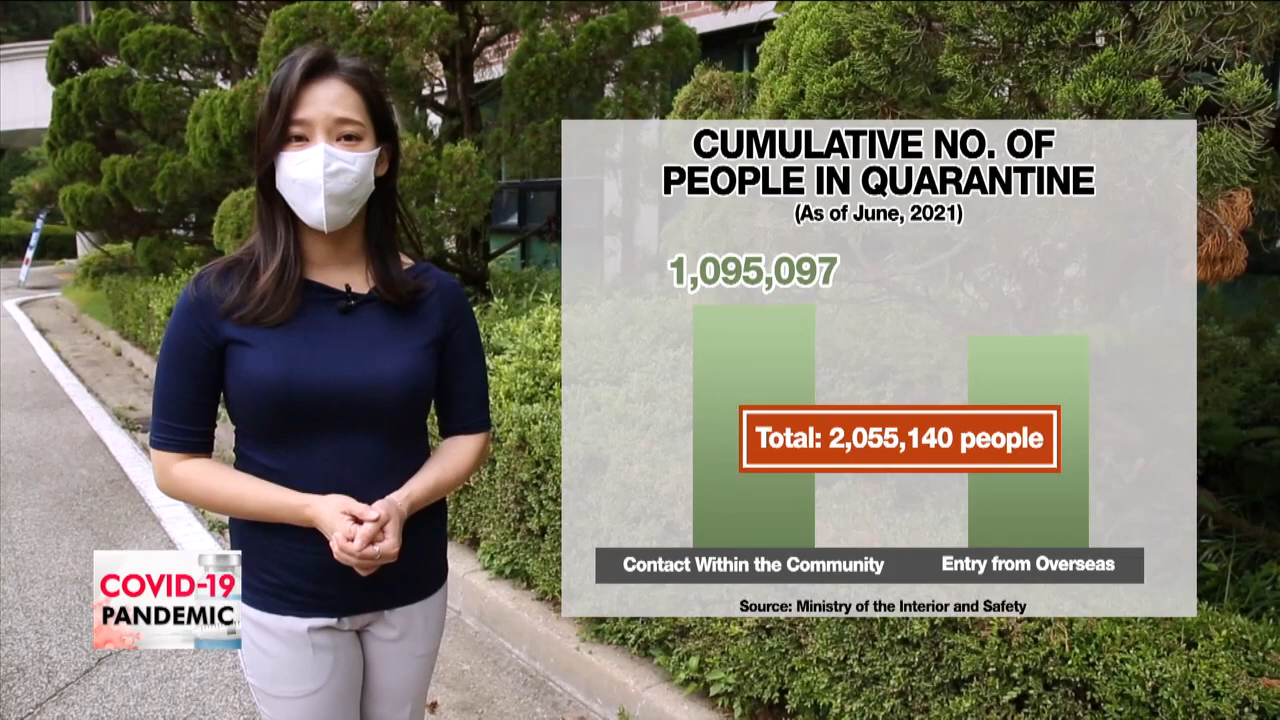 CUMULATIVE NO. OF
PEOPLE IN QUARANTINE
(As of June, 2021)
1,095,097
Total: 2,055,140 people
Contact Within the Community
Entry from Overseas
Source: Ministry of the Interior and Safety
COVID-19
PANDEMIC